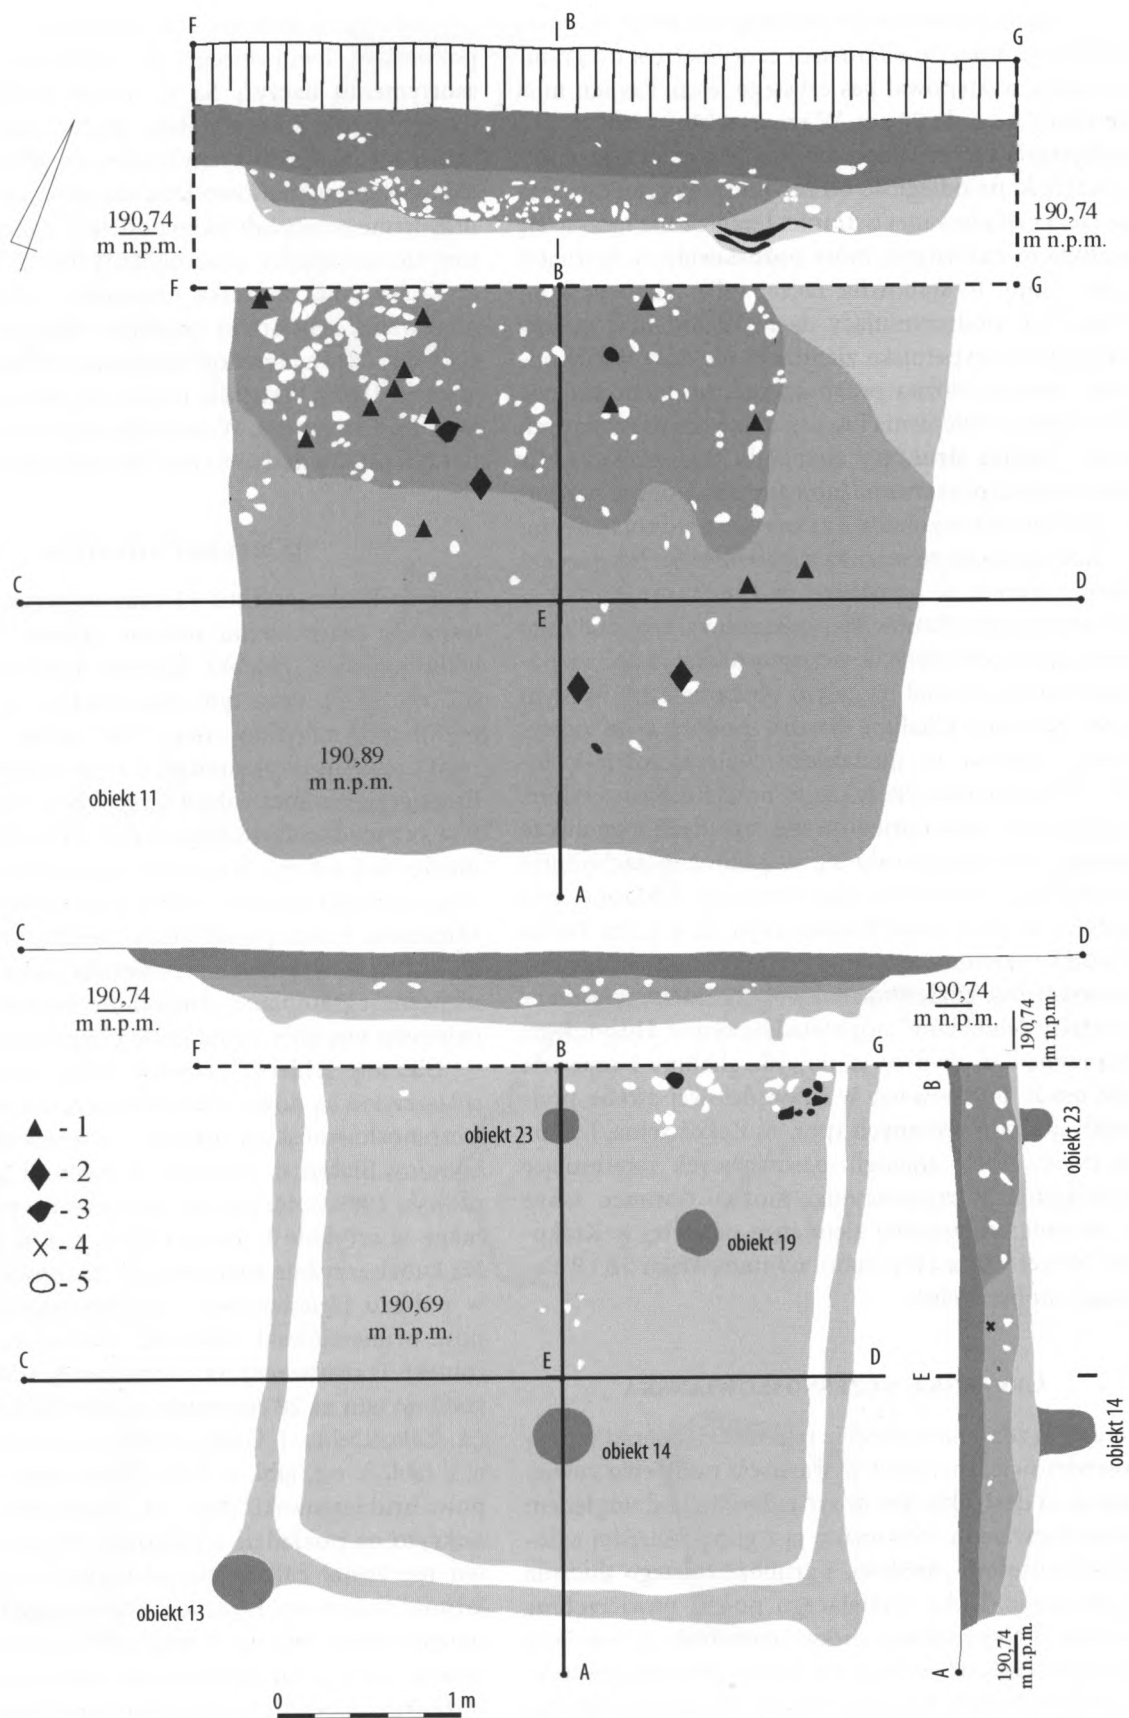 F
B
G
190,74
m n.p.m.
190,74
m n.p.m.
F
B
G
C
E
D
190,89
m n.p.m.
obiekt 11
A
C
D
190,74
m n.p.m.
190,74
m n.p.m.
190,74
m n.p.m.
F
B
G
B
obiekt 23
obiekt 23
- 1
- 2
- 3
- 4
- 5
obiekt 19
190,69
m n.p.m.
C
E
D
E
obiekt 14
obiekt 14
obiekt 13
A
A
190,74
m n.p.m.
0
1 m